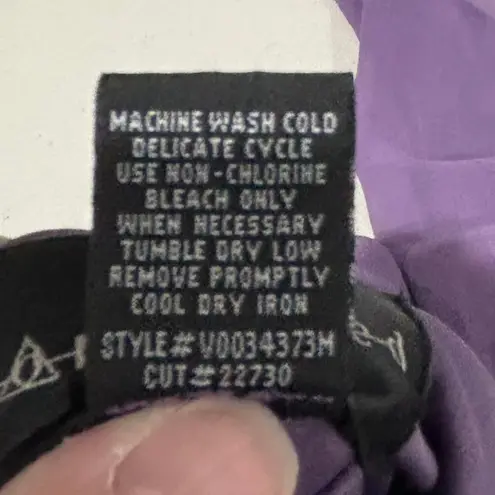 MACHINE WASH COLD
DELICATE CYCLE
USE NON-CHLORINE
BLEACH ONLY
WHEN NECESSARY
TUMBLE DRY LOW
REMOVE PROMPTLY
COOL DRY IRON
STYLE# V0034373M
CUT#22730